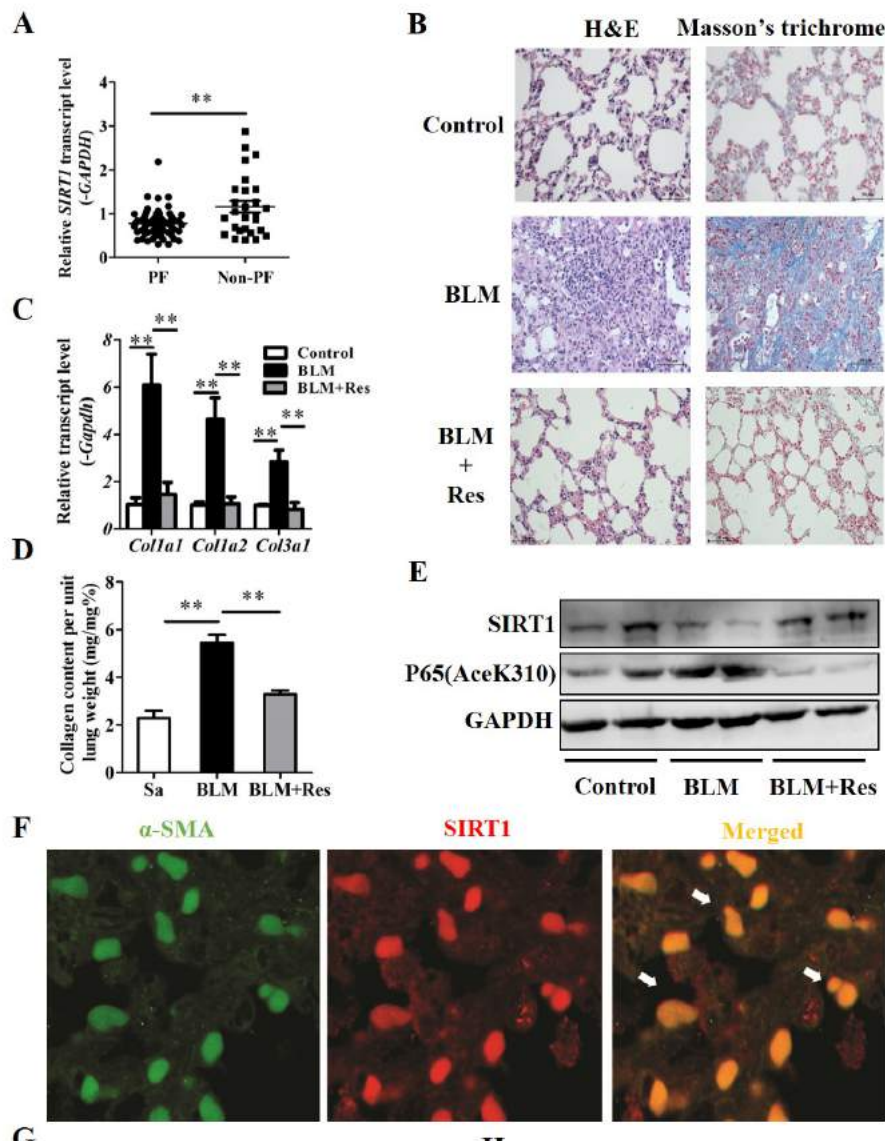 A
Relative SIRT1 transcript level
(-GAPDH)
4
3
2
1
0
**
PF
Non-PF
B
H&E
Masson's trichrome
Control
BLM
BLM
+
Res
C
Relative transcript level
(-Gapdh)
8
6
4
2
0
** **
** **
** **
Control
BLM
BLM+Res
Col1a1
Col1a2
Col3a1
D
Collagen content per unit
lung weight (mg/mg%)
8
6
4
2
0
**
**
Sa
BLM
BLM+Res
E
SIRT1
P65(AceK310)
GAPDH
Control
BLM
BLM+Res
F
α-SMA
SIRT1
Merged